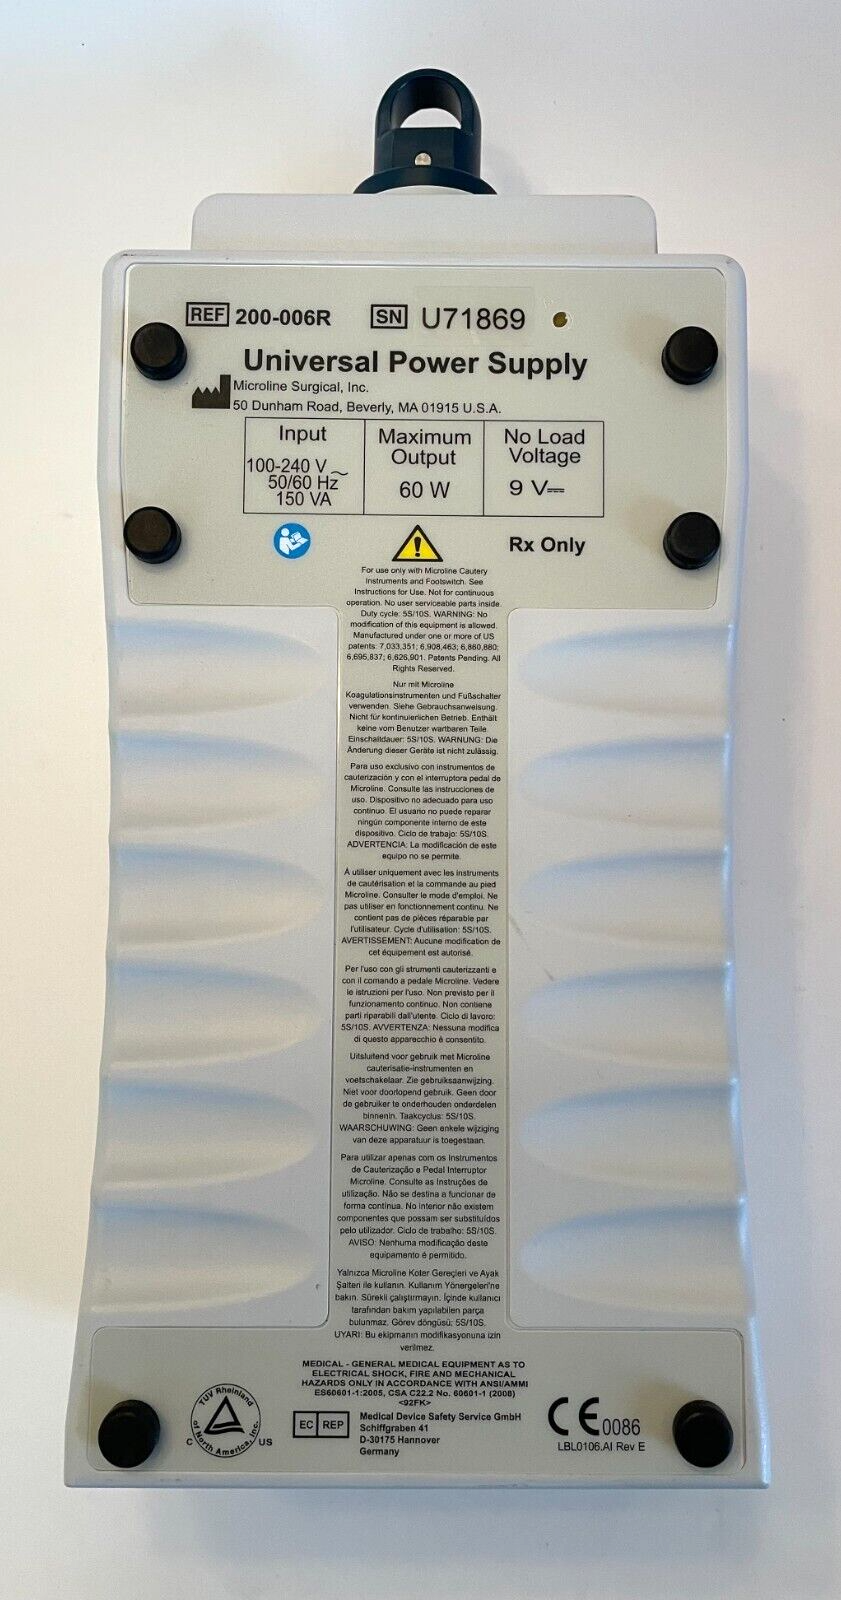 REF 200-006R SN U71869
Universal Power Supply
Microline Surgical, Inc.
50 Dunham Road, Beverly, MA 01915 U.S.A.
Input
100-240 V ~
50/60 Hz
150 VA
Maximum
Output
60 W
No Load
Voltage
9 V⎓
Rx Only
For use only with Microline Cautery
Instruments and Footswitch. See
Instructions for Use. Not for continuous
operation. No user serviceable parts inside.
Duty cycle: 5S/10S. WARNING: No
modification of this equipment is allowed.
Manufactured under one or more of US
patents: 7,033,351; 6,908,463; 6,860,880;
6,695,837; 6,626,901. Patents Pending. All
Rights Reserved.
Nur mit Microline
Koagulationsinstrumenten und Fußschalter
verwenden. Siehe Gebrauchsanweisung.
Nicht für kontinuierlichen Betrieb. Enthält
keine vom Benutzer wartbaren Teile.
Einschaltdauer: 5S/10S. WARNUNG: Die
Änderung dieser Geräte ist nicht zulässig.
Para uso exclusivo con instrumentos de
cauterización y con el interruptora pedal de
Microline. Consulte las instrucciones de
uso. Dispositivo no adecuado para uso
continuo. El usuario no puede reparar
ningún componente interno de este
dispositivo. Ciclo de trabajo: 5S/10S.
ADVERTENCIA: La modificación de este
equipo no se permite.
À utiliser uniquement avec les instruments
de cautérisation et la commande au pied
Microline. Consulter le mode d'emploi. Ne
pas utiliser en fonctionnement continu. Ne
contient pas de pièces réparable par
l'utilisateur. Cycle d'utilisation: 5S/10S.
AVERTISSEMENT: Aucune modification de
cet équipement est autorisé.
Per l'uso con gli strumenti cauterizzanti e
con il comando a pedale Microline. Vedere
le istruzioni per l'uso. Non previsto per il
funzionamento continuo. Non contiene
parti riparabili dall'utente. Ciclo di lavoro:
5S/10S. AVVERTENZA: Nessuna modifica
di questo apparecchio è consentito.
Uitsluitend voor gebruik met Microline
cauterisatie-instrumenten en
voetschakelaar. Zie gebruiksaanwijzing.
Niet voor doorlopend gebruik. Geen door
de gebruiker te onderhouden onderdelen
binnenin. Taakcyclus: 5S/10S.
WAARSCHUWING: Geen enkele wijziging
van deze apparatuur is toegestaan.
Para utilizar apenas com os Instrumentos
de Cauterização e Pedal Interruptor
Microline. Consulte as Instruções de
utilização. Não se destina a funcionar de
forma contínua. No interior não existem
componentes que possam ser substituídos
pelo utilizador. Ciclo de trabalho: 5S/10S.
AVISO: Nenhuma modificação deste
equipamento é permitido.
Yalnızca Microline Koter Gereçleri ve Ayak
Şalteri ile kullanın. Kullanım Yönergeleri'ne
bakın. Sürekli çalıştırmayın. İçinde kullanıcı
tarafından bakım yapılabilen parça
bulunmaz. Görev döngüsü; 5S/10S.
UYARI: Bu ekipmanın modifikasyonuna izin
verilmez.
MEDICAL - GENERAL MEDICAL EQUIPMENT AS TO
ELECTRICAL SHOCK, FIRE AND MECHANICAL
HAZARDS ONLY IN ACCORDANCE WITH ANSI/AMMI
ES60601-1:2005, CSA C22.2 No. 60601-1 (2008)
<92FK>
TUV Rheinland
of North America, Inc.
C US
EC REP
Medical Device Safety Service GmbH
Schiffgraben 41
D-30175 Hannover
Germany
CE 0086
LBL0106.AI Rev E